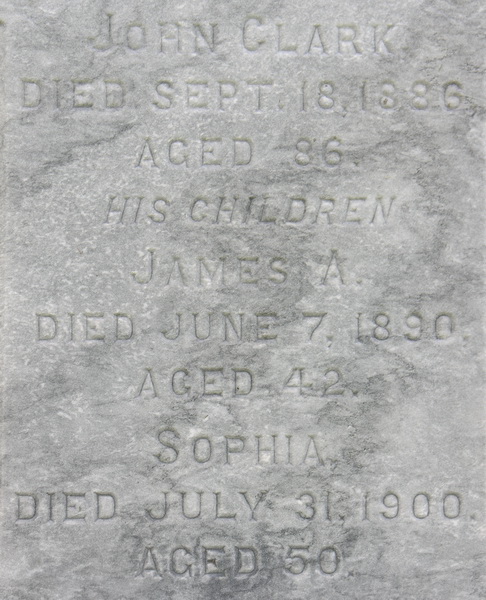 JOHN CLARK
DIED SEPT. 18, 1886
AGED 86.
HIS CHILDREN
JAMES A.
DIED JUNE 7, 1890.
AGED 42.
SOPHIA,
DIED JULY 31, 1900.
AGED 50.